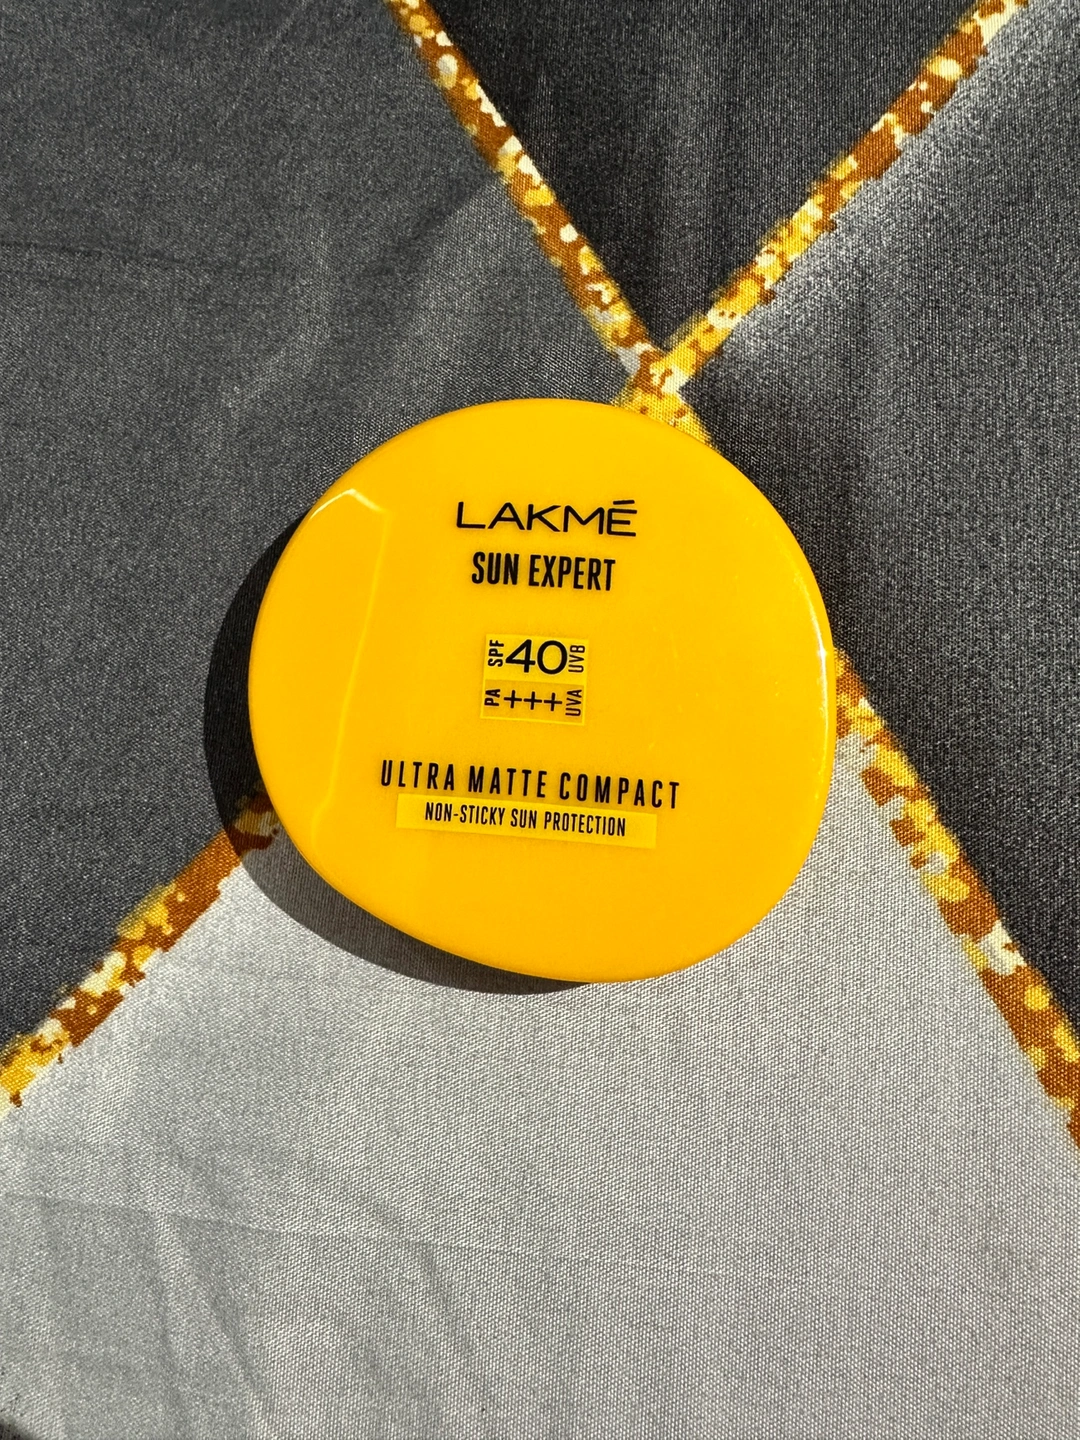 LAKMÉ
SUN EXPERT
SPF 40 UVB
PA +++ UVA
ULTRA MATTE COMPACT
NON-STICKY SUN PROTECTION